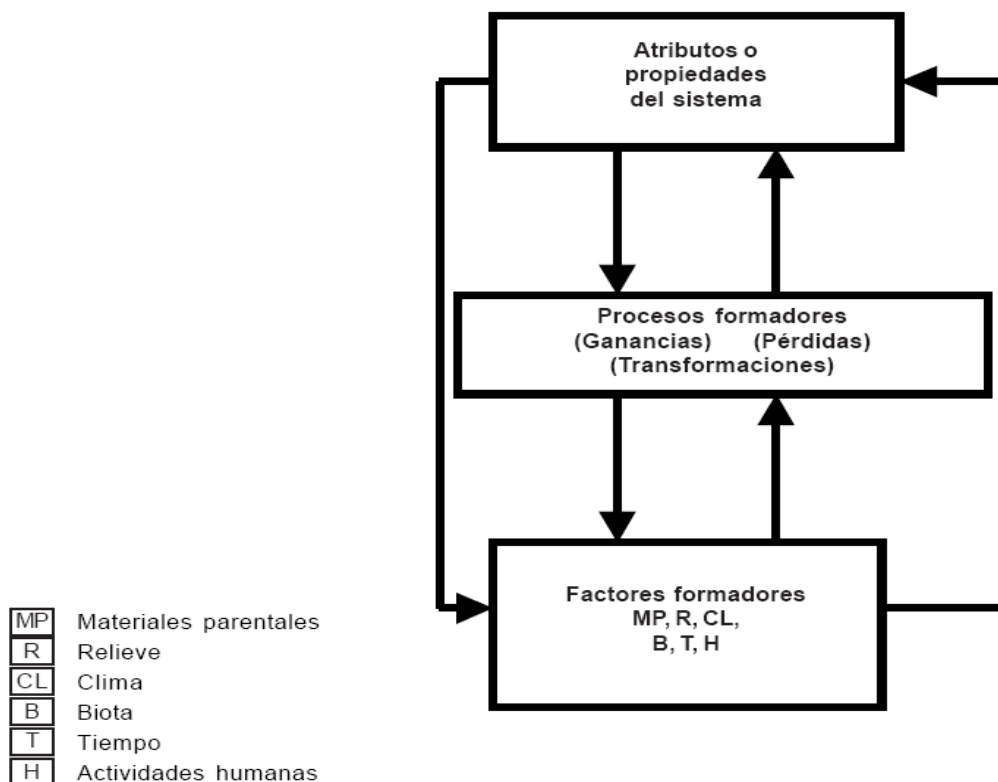 Atributos o
propiedades
del sistema
Procesos formadores
(Ganancias) (Pérdidas)
(Transformaciones)
Factores formadores
MP, R, CL,
B, T, H
MP Materiales parentales
R Relieve
CL Clima
B Biota
T Tiempo
H Actividades humanas